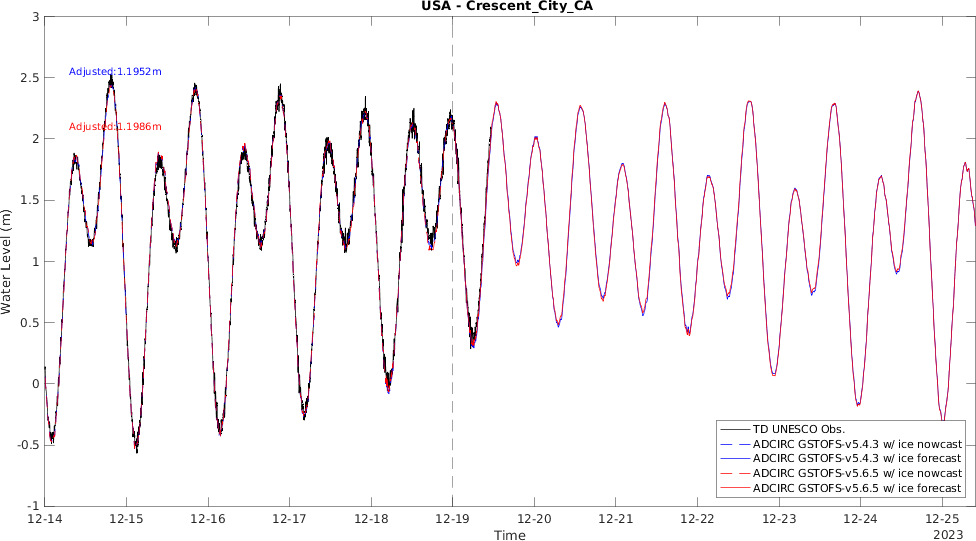 USA - Crescent_City_CA
3
2.5
2
1.5
1
0.5
0
-0.5
-1
Water Level (m)
Adjusted:1.1952m
Adjusted:1.1986m
TD UNESCO Obs.
ADCIRC GSTOFS-v5.4.3 w/ ice nowcast
ADCIRC GSTOFS-v5.4.3 w/ ice forecast
ADCIRC GSTOFS-v5.6.5 w/ ice nowcast
ADCIRC GSTOFS-v5.6.5 w/ ice forecast
12-14 12-15 12-16 12-17 12-18 12-19 12-20 12-21 12-22 12-23 12-24 12-25
Time
2023